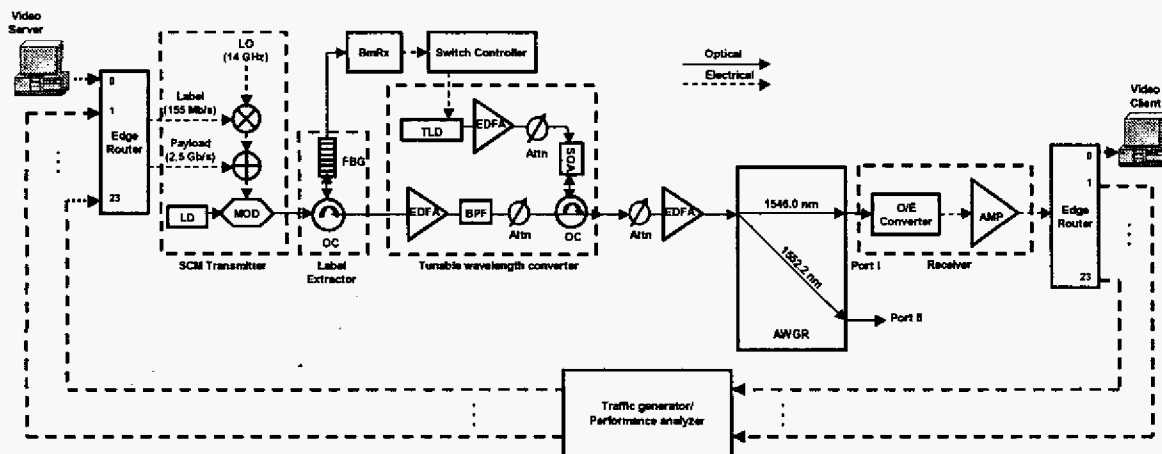 Video
Server
LO
(14 GHz)
BmRx
Switch Controller
Optical
Electrical
Video
Client
0
1
23
Edge
Router
Label
(155 Mb/s)
Payload
(2.5 Gb/s)
LD
MOD
SCM Transmitter
FBG
OC
Label
Extractor
TLD
EDFA
Attn
SOA
EDFA
BPF
Attn
OC
Tunable wavelength converter
Attn
EDFA
1546.0 nm
1552.2 nm
AWGR
Port 1
Port 8
O/E
Converter
AMP
Receiver
0
1
23
Edge
Router
Traffic generator/
Performance analyzer